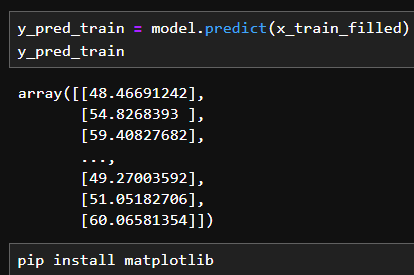 y_pred_train = model.predict(x_train_filled)
y_pred_train
array([[48.46691242],
       [54.8268393 ],
       [59.40827682],
       ...,
       [49.27003592],
       [51.05182706],
       [60.06581354]])
pip install matplotlib